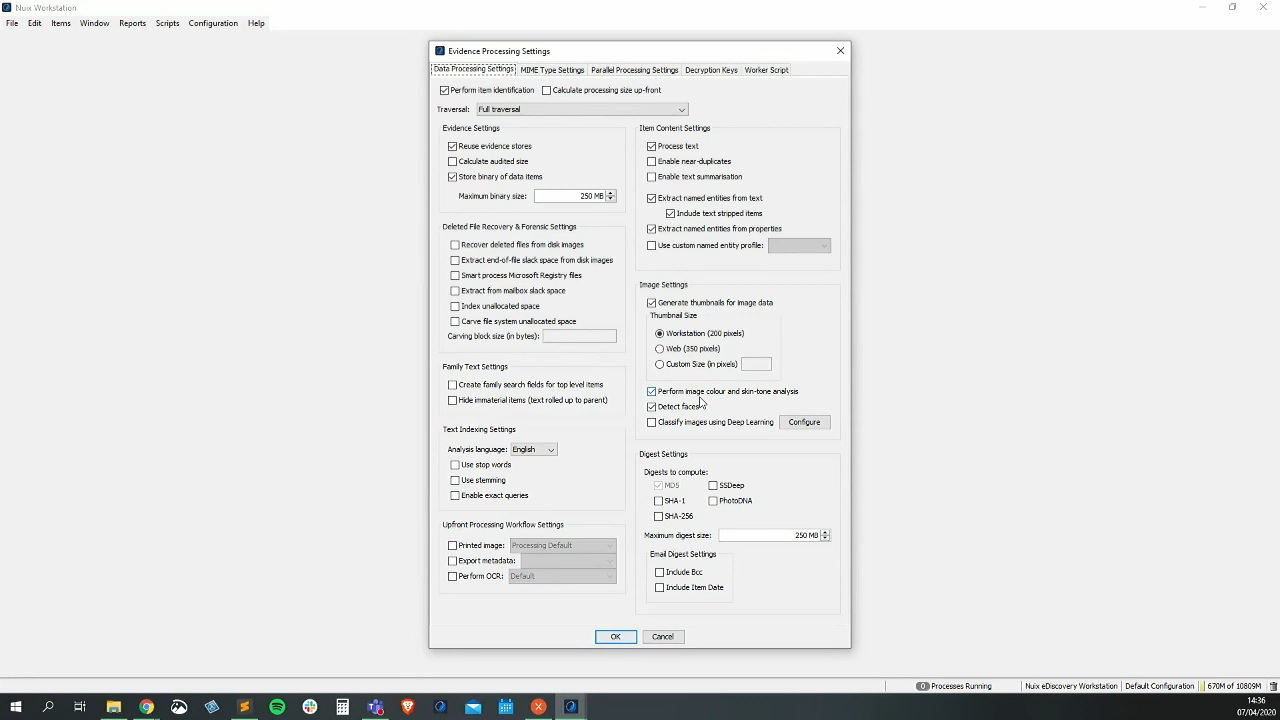 Nuix Workstation
File Edit Items Window Reports Scripts Configuration Help
Evidence Processing Settings
Data Processing Settings MIME Type Settings Parallel Processing Settings Decryption Keys Worker Script
Perform item identification Calculate processing size up-front
Traversal: Full traversal
Evidence Settings
Reuse evidence stores
Calculate audited size
Store binary of data items
Maximum binary size: 250 MB
Deleted File Recovery & Forensic Settings
Recover deleted files from disk images
Extract end-of-file slack space from disk images
Smart process Microsoft Registry files
Extract from mailbox slack space
Index unallocated space
Carve file system unallocated space
Carving block size (in bytes):
Family Text Settings
Create family search fields for top level items
Hide immaterial items (text rolled up to parent)
Text Indexing Settings
Analysis language: English
Use stop words
Use stemming
Enable exact queries
Upfront Processing Workflow Settings
Printed image: Processing Default
Export metadata:
Perform OCR: Default
Item Content Settings
Process text
Enable near-duplicates
Enable text summarisation
Extract named entities from text
Include text stripped items
Extract named entities from properties
Use custom named entity profile:
Image Settings
Generate thumbnails for image data
Thumbnail Size
Workstation (200 pixels)
Web (350 pixels)
Custom Size (in pixels)
Perform image colour and skin-tone analysis
Detect faces
Classify images using Deep Learning Configure
Digest Settings
Digests to compute:
MD5 SSDeep
SHA-1 PhotoDNA
SHA-256
Maximum digest size: 250 MB
Email Digest Settings
Include Bcc
Include Item Date
OK Cancel
0 Processes Running Nuix eDiscovery Workstation Default Configuration 670M of 10809M
14:36
07/04/2020